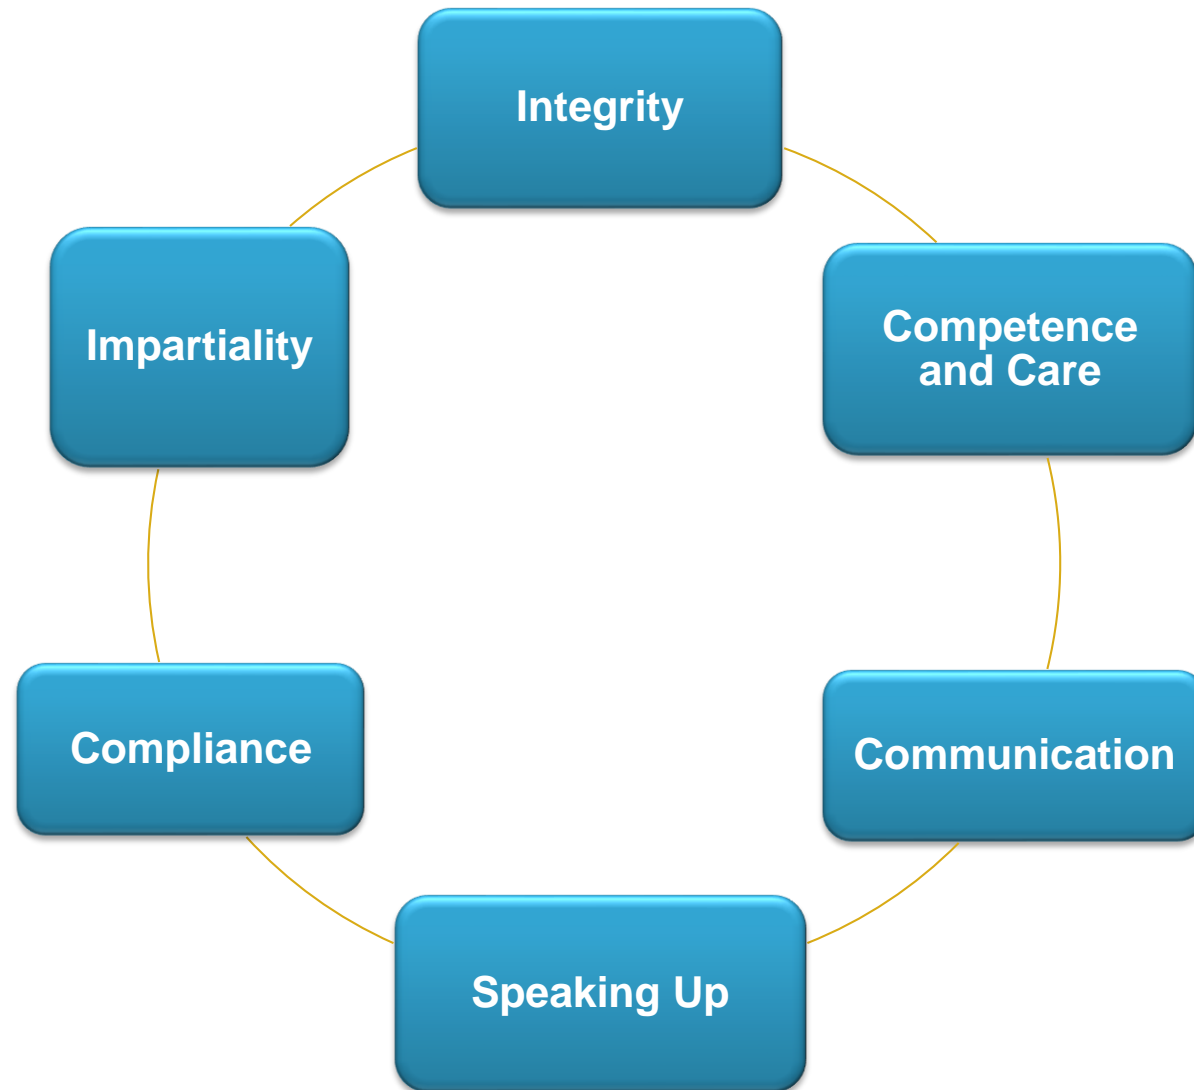 Integrity
Competence
and Care
Communication
Speaking Up
Compliance
Impartiality